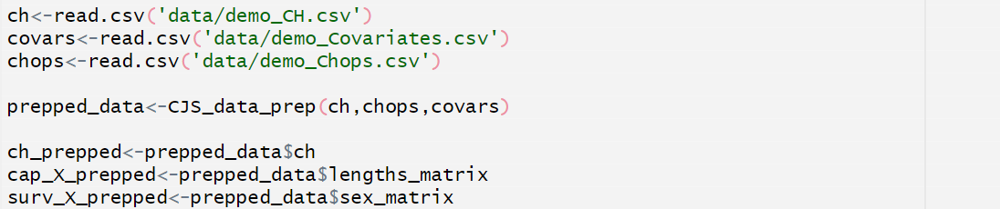 ch<-read.csv('data/demo_CH.csv')
covars<-read.csv('data/demo_Covariates.csv')
chops<-read.csv('data/demo_Chops.csv')
prepped_data<-CJS_data_prep(ch,chops,covars)
ch_prepped<-prepped_data$ch
cap_X_prepped<-prepped_data$lengths_matrix
surv_X_prepped<-prepped_data$sex_matrix